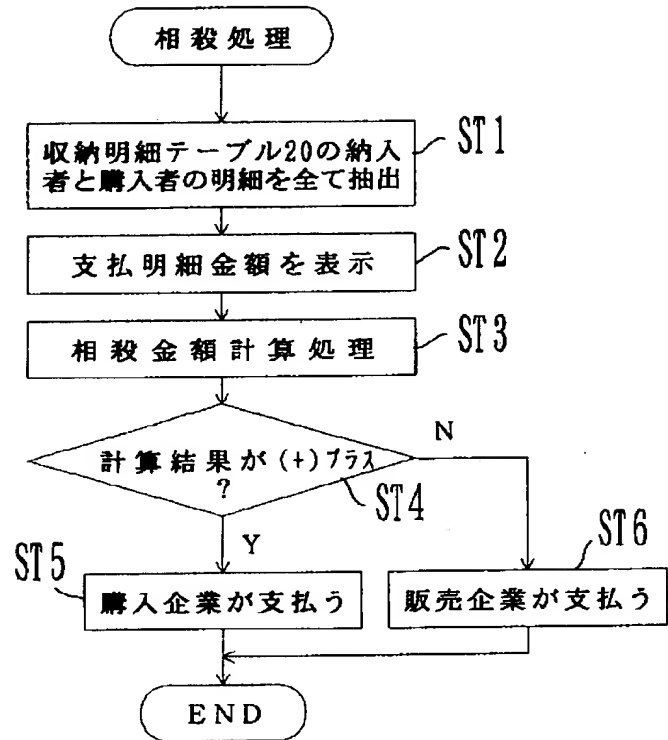 相殺処理
収納明細テーブル20の納入
者と購入者の明細を全て抽出
ST1
支払明細金額を表示
ST2
相殺金額計算処理
ST3
計算結果が(+)プラス
?
N
ST4
Y
ST5
購入企業が支払う
ST6
販売企業が支払う
END